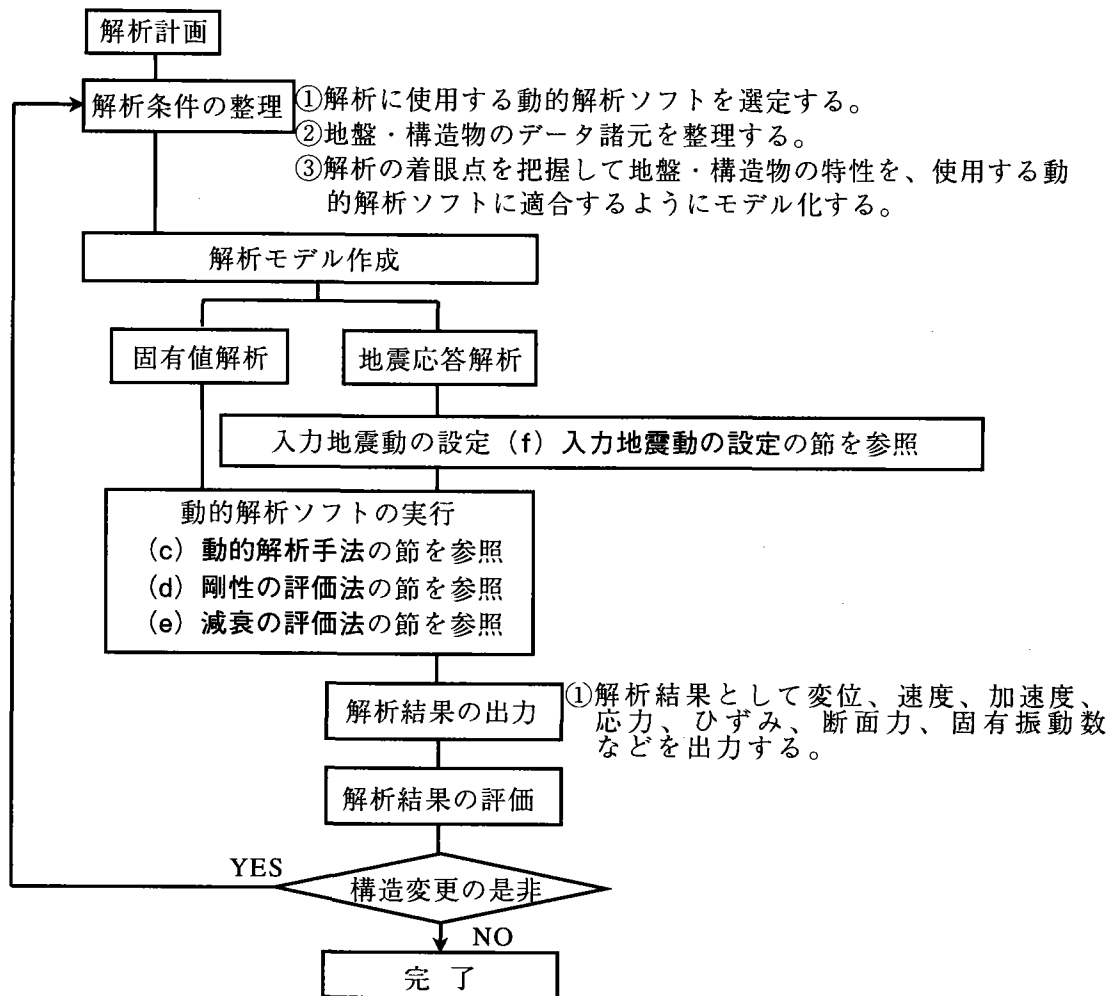 解析計画
解析条件の整理
①解析に使用する動的解析ソフトを選定する。
②地盤・構造物のデータ諸元を整理する。
③解析の着眼点を把握して地盤・構造物の特性を、使用する動
的解析ソフトに適合するようにモデル化する。
解析モデル作成
固有値解析
地震応答解析
入力地震動の設定（f）入力地震動の設定の節を参照
動的解析ソフトの実行
（c）動的解析手法の節を参照
（d）剛性の評価法の節を参照
（e）減衰の評価法の節を参照
解析結果の出力
①解析結果として変位、速度、加速度、
応力、ひずみ、断面力、固有振動数
などを出力する。
解析結果の評価
YES
構造変更の是非
NO
完了